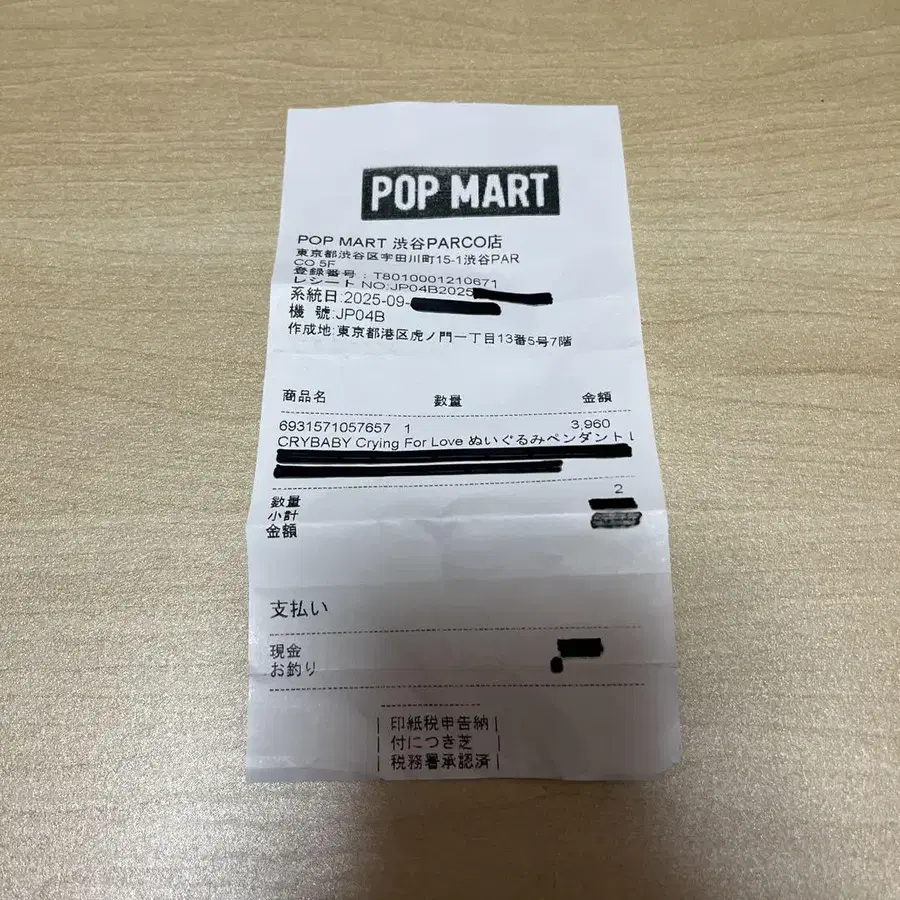 POP MART
POP MART 渋谷PARCO店
東京都渋谷区宇田川町15-1渋谷PAR
CO 5F
登録番号 : T8010001210671
レシート NO:JP04B2025
系統日:2025-09-
機 號:JP04B
作成地:東京都港区虎ノ門一丁目13番5号7階
商品名 数量 金額
6931571057657 1 3,960
CRYBABY Crying For Love ぬいぐるみペンダント L
数量 2
小計
金額
支払い
現金
お釣り
印紙税申告納
付につき芝
税務署承認済